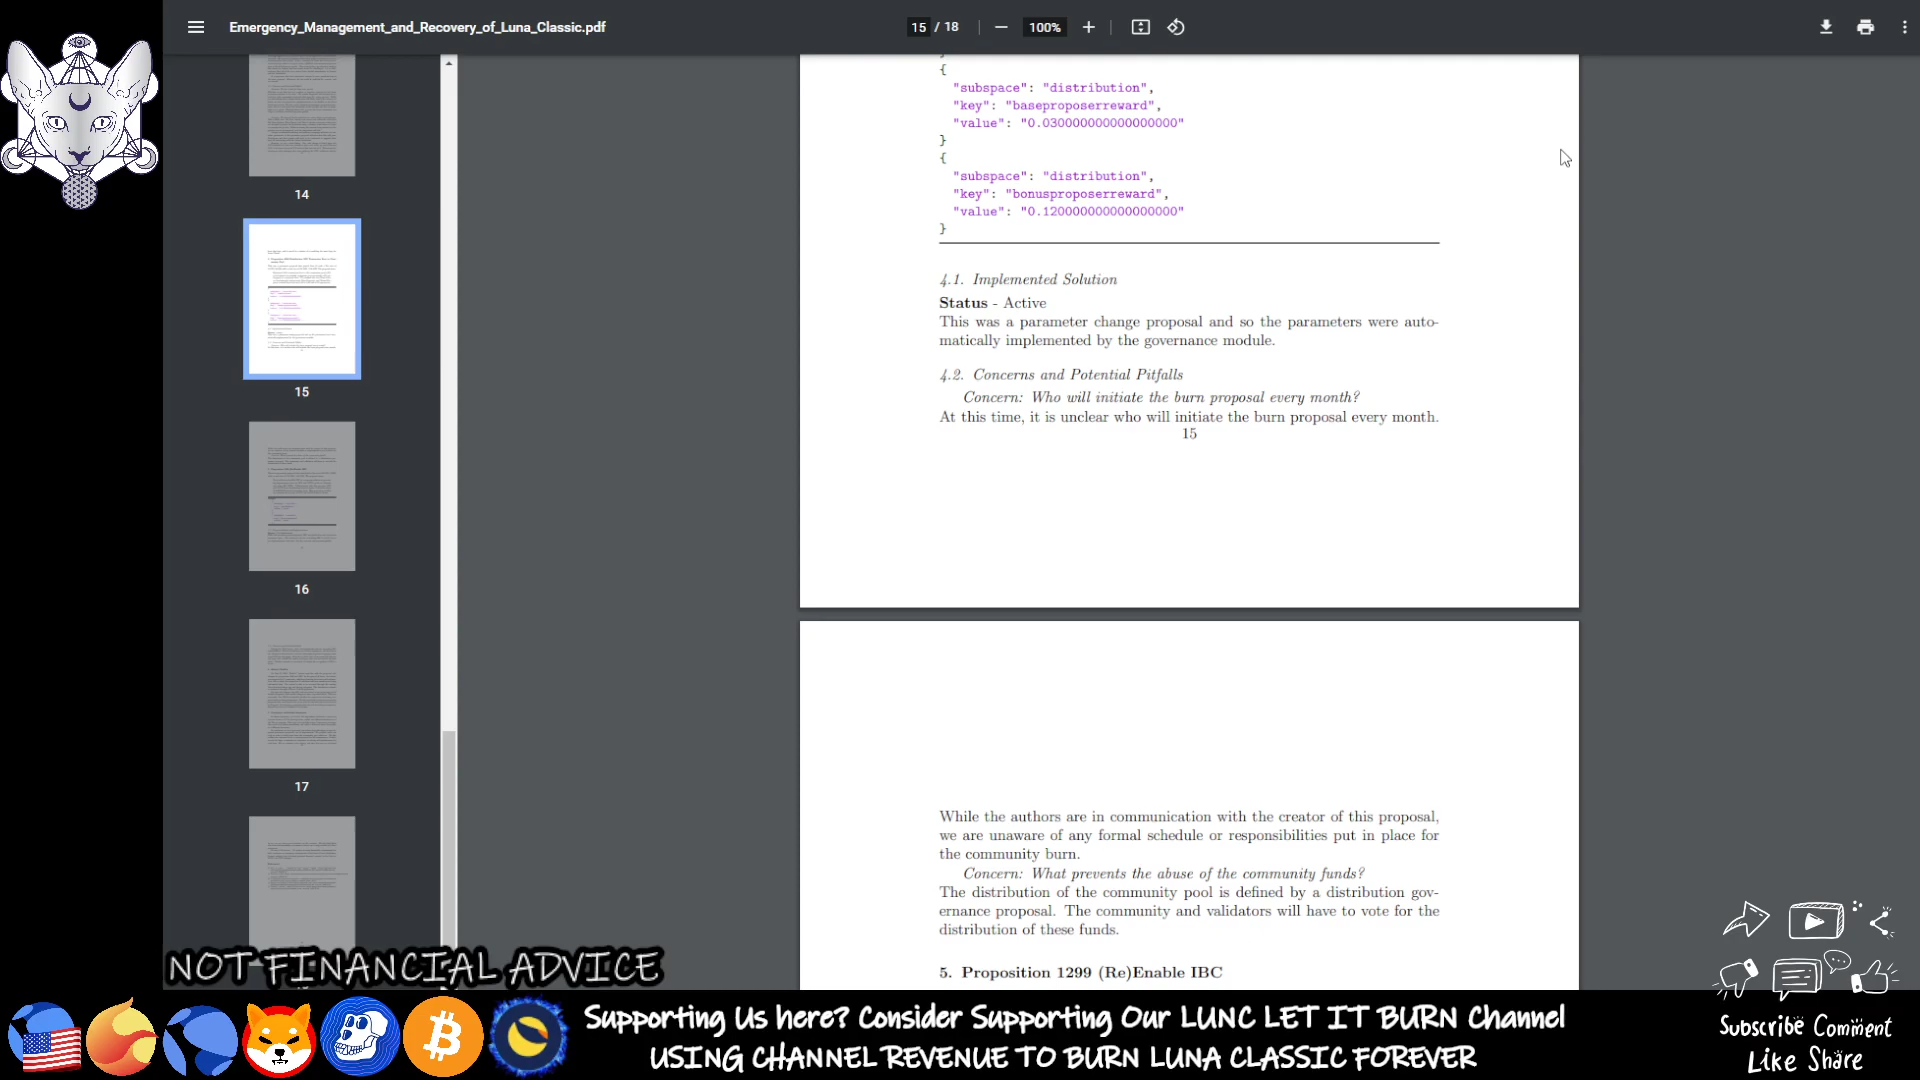 Emergency_Management_and_Recovery_of_Luna_Classic.pdf
15 / 18
100%
14
15
16
17
{
"subspace": "distribution",
"key": "baseproposerreward",
"value": "0.030000000000000000"
}
{
"subspace": "distribution",
"key": "bonusproposerreward",
"value": "0.120000000000000000"
}
4.1. Implemented Solution
Status - Active
This was a parameter change proposal and so the parameters were auto-
matically implemented by the governance module.
4.2. Concerns and Potential Pitfalls
Concern: Who will initiate the burn proposal every month?
At this time, it is unclear who will initiate the burn proposal every month.
15
While the authors are in communication with the creator of this proposal,
we are unaware of any formal schedule or responsibilities put in place for
the community burn.
Concern: What prevents the abuse of the community funds?
The distribution of the community pool is defined by a distribution gov-
ernance proposal. The community and validators will have to vote for the
distribution of these funds.
5. Proposition 1299 (Re)Enable IBC
NOT FINANCIAL ADVICE
Supporting Us here? Consider Supporting Our LUNC LET IT BURN Channel
USING CHANNEL REVENUE TO BURN LUNA CLASSIC FOREVER
Subscribe Comment
Like Share